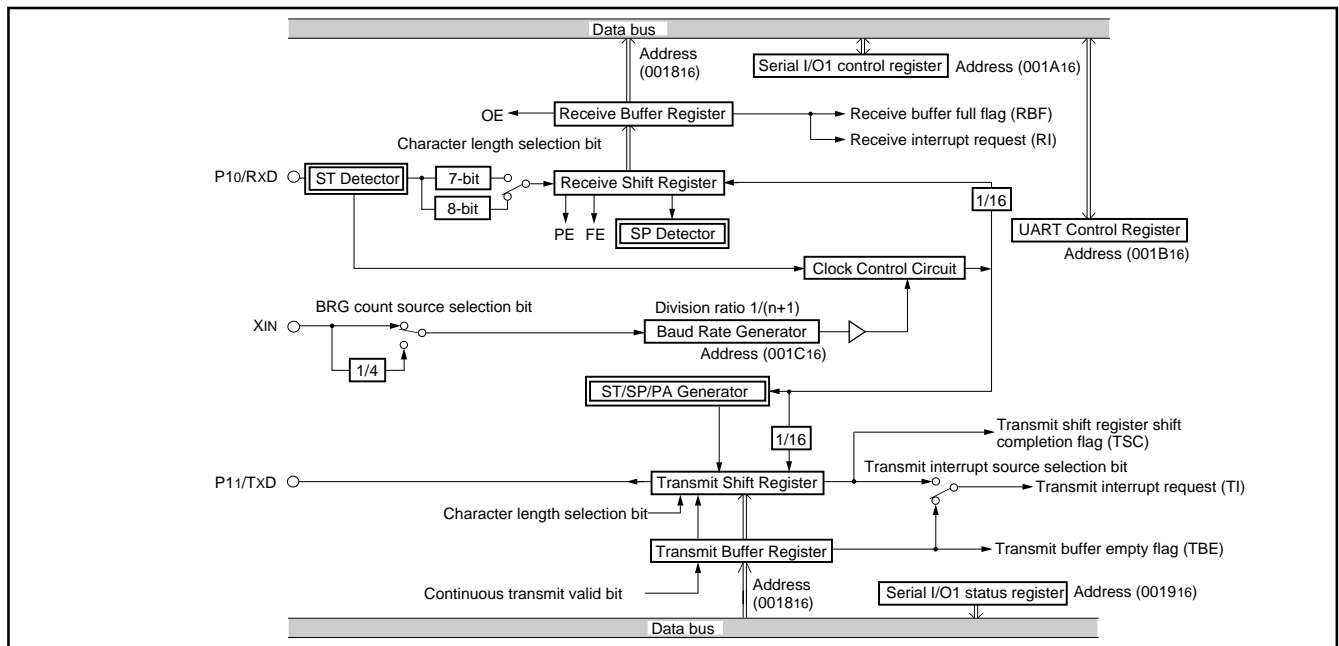 Data bus
Address
(001816)
Serial I/O1 control register
Address (001A16)
OE
Receive Buffer Register
Receive buffer full flag (RBF)
Receive interrupt request (RI)
Character length selection bit
P10/RXD
ST Detector
7-bit
8-bit
Receive Shift Register
1/16
PE
FE
SP Detector
UART Control Register
Address (001B16)
Clock Control Circuit
BRG count source selection bit
Division ratio 1/(n+1)
XIN
Baud Rate Generator
Address (001C16)
1/4
ST/SP/PA Generator
1/16
Transmit shift register shift
completion flag (TSC)
Transmit interrupt source selection bit
P11/TXD
Transmit Shift Register
Transmit interrupt request (TI)
Character length selection bit
Transmit Buffer Register
Transmit buffer empty flag (TBE)
Continuous transmit valid bit
Address
(001816)
Serial I/O1 status register
Address (001916)
Data bus